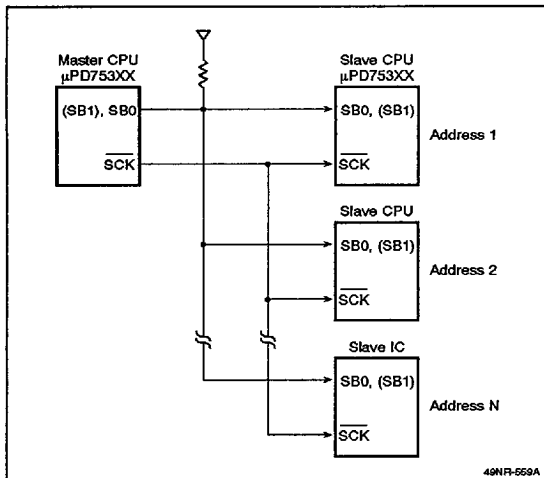 Master CPU
μPD753XX
(SB1), SB0
SCK
Slave CPU
μPD753XX
SB0, (SB1)
SCK
Address 1
Slave CPU
SB0, (SB1)
SCK
Address 2
Slave IC
SB0, (SB1)
SCK
Address N
49NR-559A